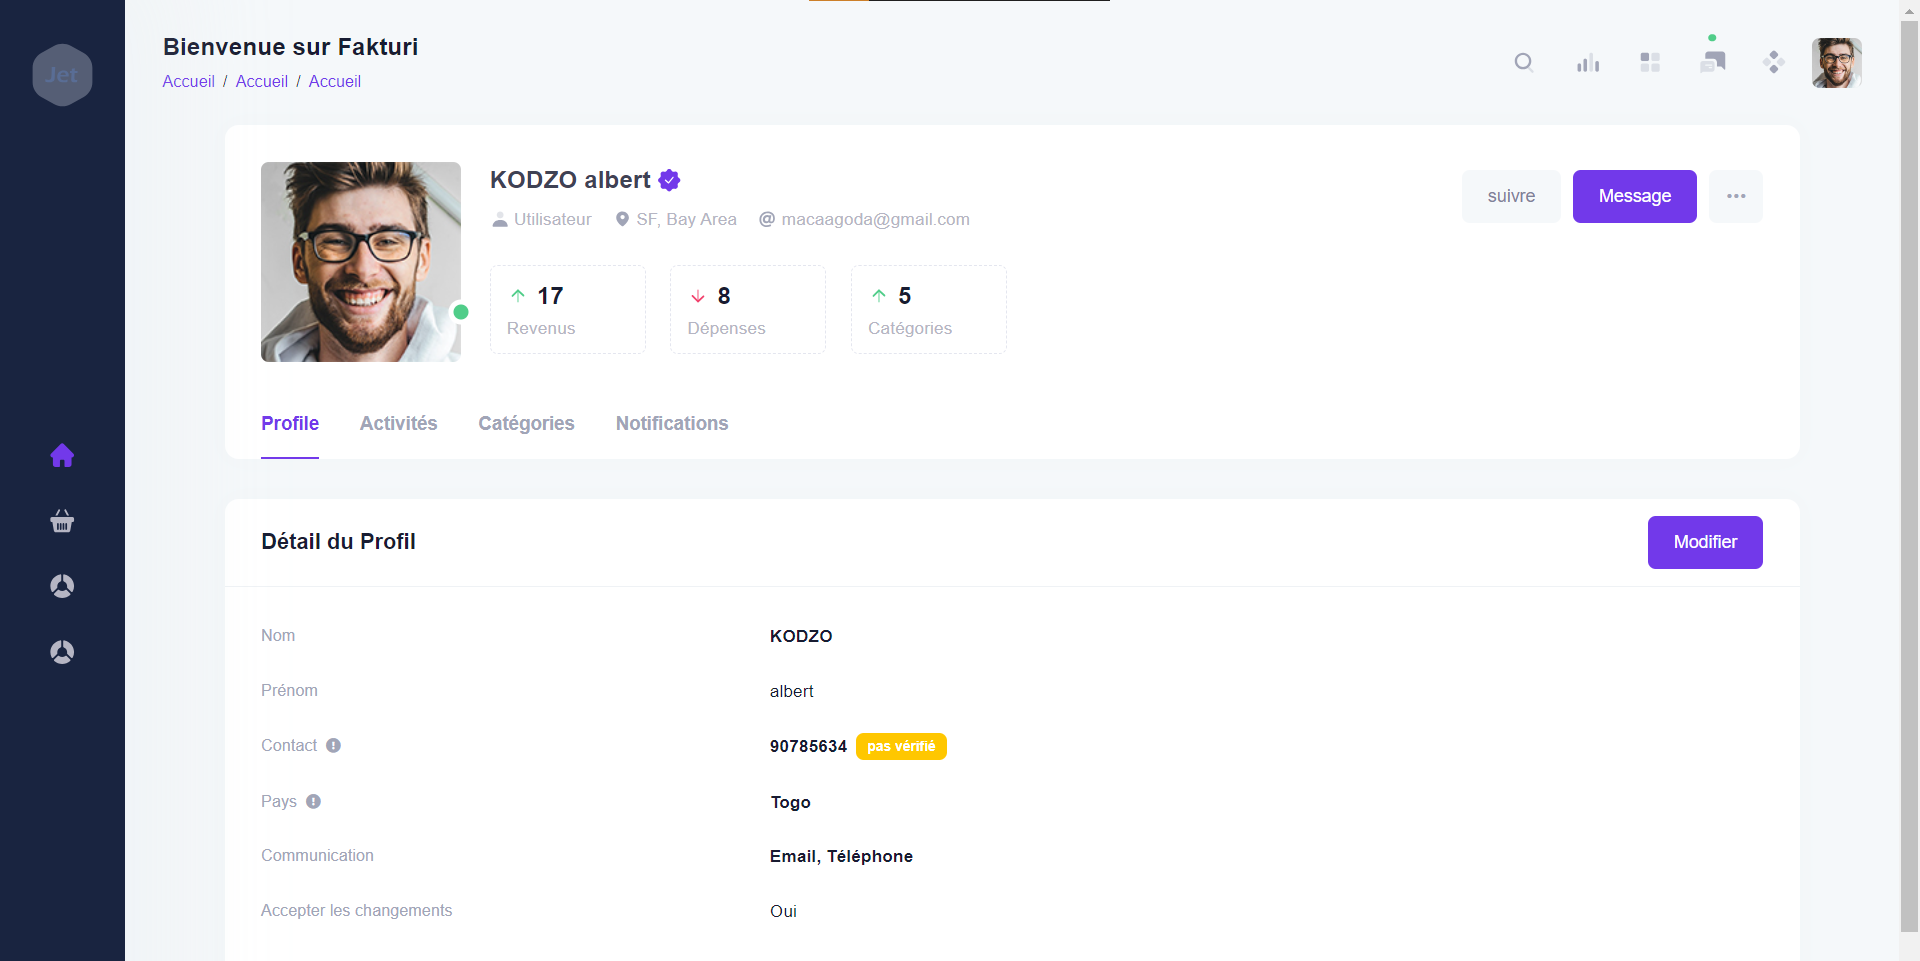 Jet
Bienvenue sur Fakturi
Accueil / Accueil / Accueil
KODZO albert
Utilisateur SF, Bay Area macaagoda@gmail.com
suivre Message
17 8 5
Revenus Dépenses Catégories
Profile Activités Catégories Notifications
Détail du Profil Modifier
Nom KODZO
Prénom albert
Contact 90785634 pas vérifié
Pays Togo
Communication Email, Téléphone
Accepter les changements Oui